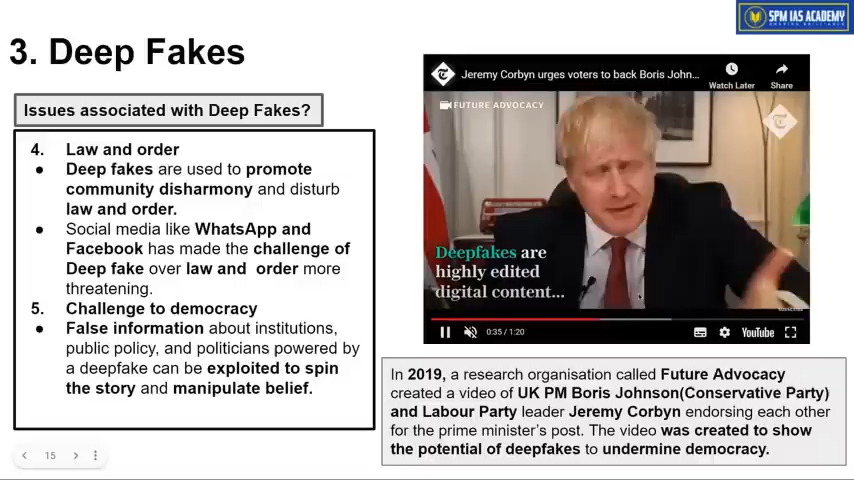 SPM IAS ACADEMY
3. Deep Fakes
Issues associated with Deep Fakes?
4. Law and order
● Deep fakes are used to promote
community disharmony and disturb
law and order.
● Social media like WhatsApp and
Facebook has made the challenge of
Deep fake over law and order more
threatening.
5. Challenge to democracy
● False information about institutions,
public policy, and politicians powered by
a deepfake can be exploited to spin
the story and manipulate belief.
Jeremy Corbyn urges voters to back Boris John...
Watch Later Share
FUTURE ADVOCACY
Deepfakes are
highly edited
digital content...
0:35 / 1:20
YouTube
In 2019, a research organisation called Future Advocacy
created a video of UK PM Boris Johnson(Conservative Party)
and Labour Party leader Jeremy Corbyn endorsing each other
for the prime minister's post. The video was created to show
the potential of deepfakes to undermine democracy.
15